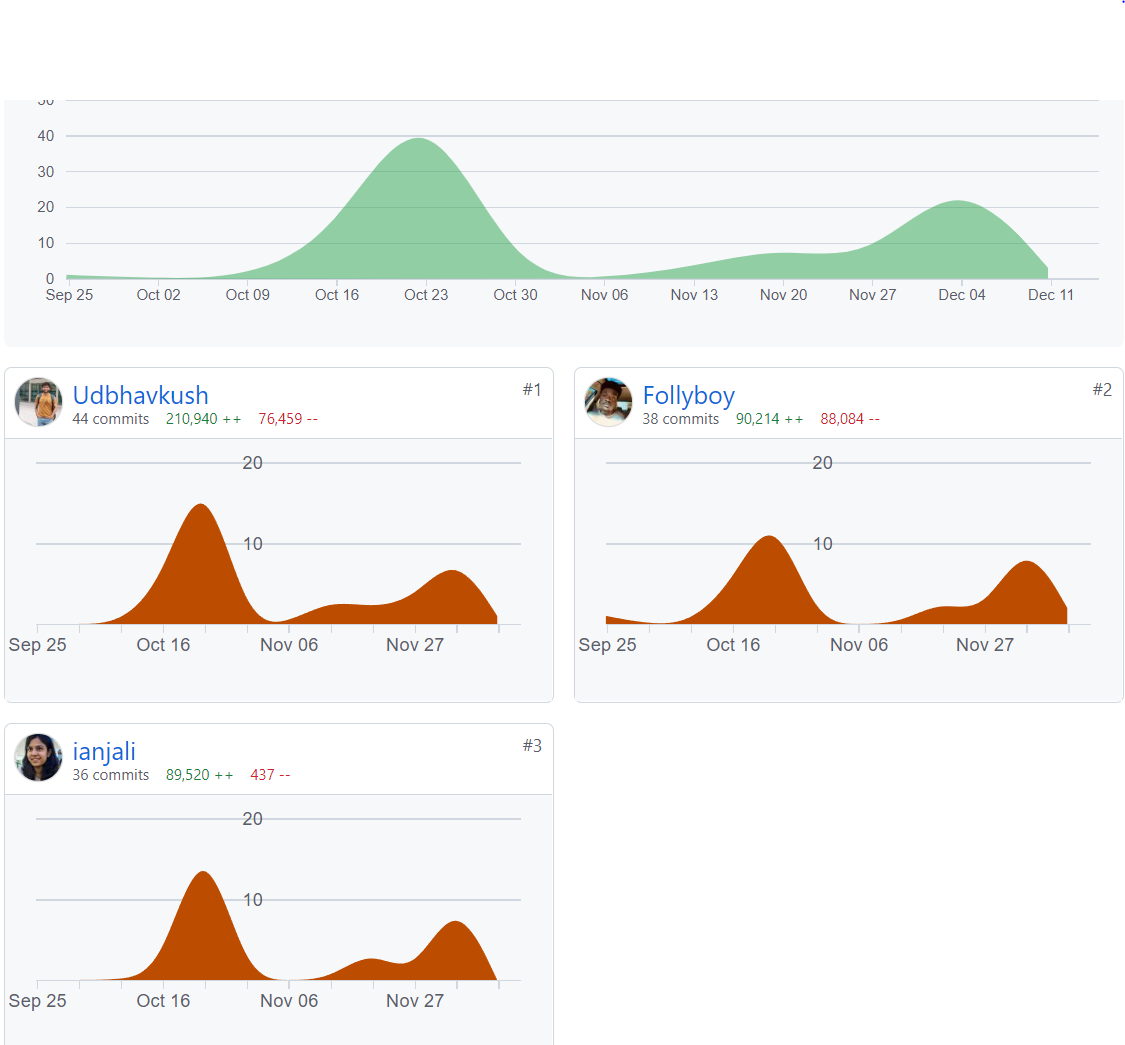 40
30
20
10
0
Sep 25 Oct 02 Oct 09 Oct 16 Oct 23 Oct 30 Nov 06 Nov 13 Nov 20 Nov 27 Dec 04 Dec 11
Udbhavkush #1
44 commits 210,940 ++ 76,459 --
20
10
Sep 25 Oct 16 Nov 06 Nov 27
Follyboy #2
38 commits 90,214 ++ 88,084 --
20
10
Sep 25 Oct 16 Nov 06 Nov 27
ianjali #3
36 commits 89,520 ++ 437 --
20
10
Sep 25 Oct 16 Nov 06 Nov 27